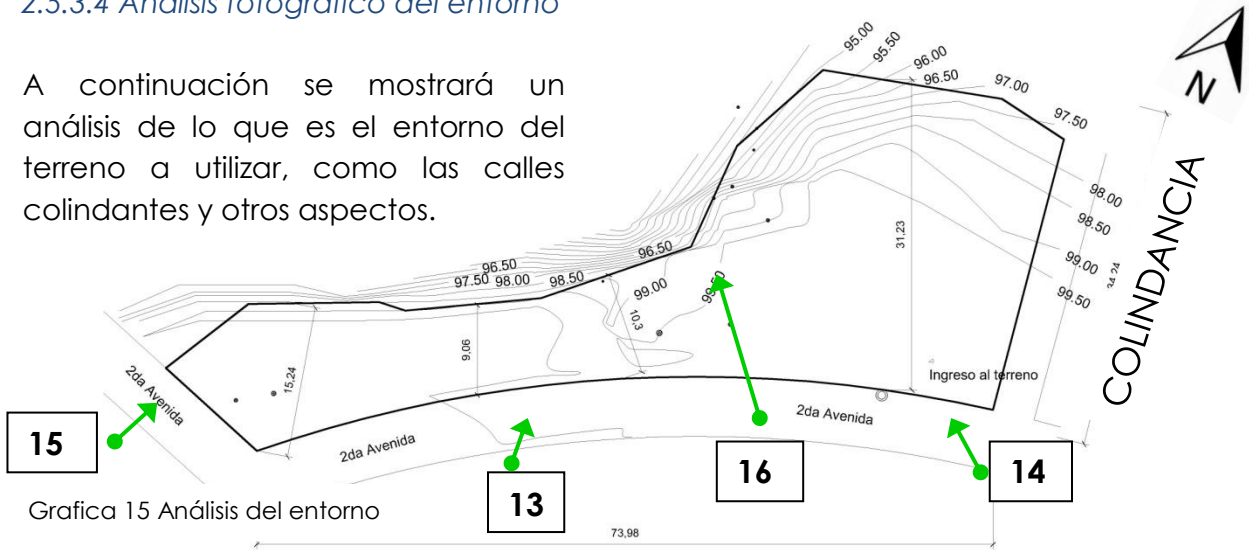 2.5.3.4 Análisis fotográfico del entorno
A continuación se mostrará un
análisis de lo que es el entorno del
terreno a utilizar, como las calles
colindantes y otros aspectos.
95.00
95.50
96.00
96.50
97.00
97.50
98.00
98.50
99.00
99.50
N
COLINDANCIA
34,24
31,23
96.50
96.50
97.50 98.00 98.50
99.00
99.50
10,3
9,06
15,24
2da Avenida
Ingreso al terreno
2da Avenida
2da Avenida
15
13
16
14
Grafica 15 Análisis del entorno
73,98